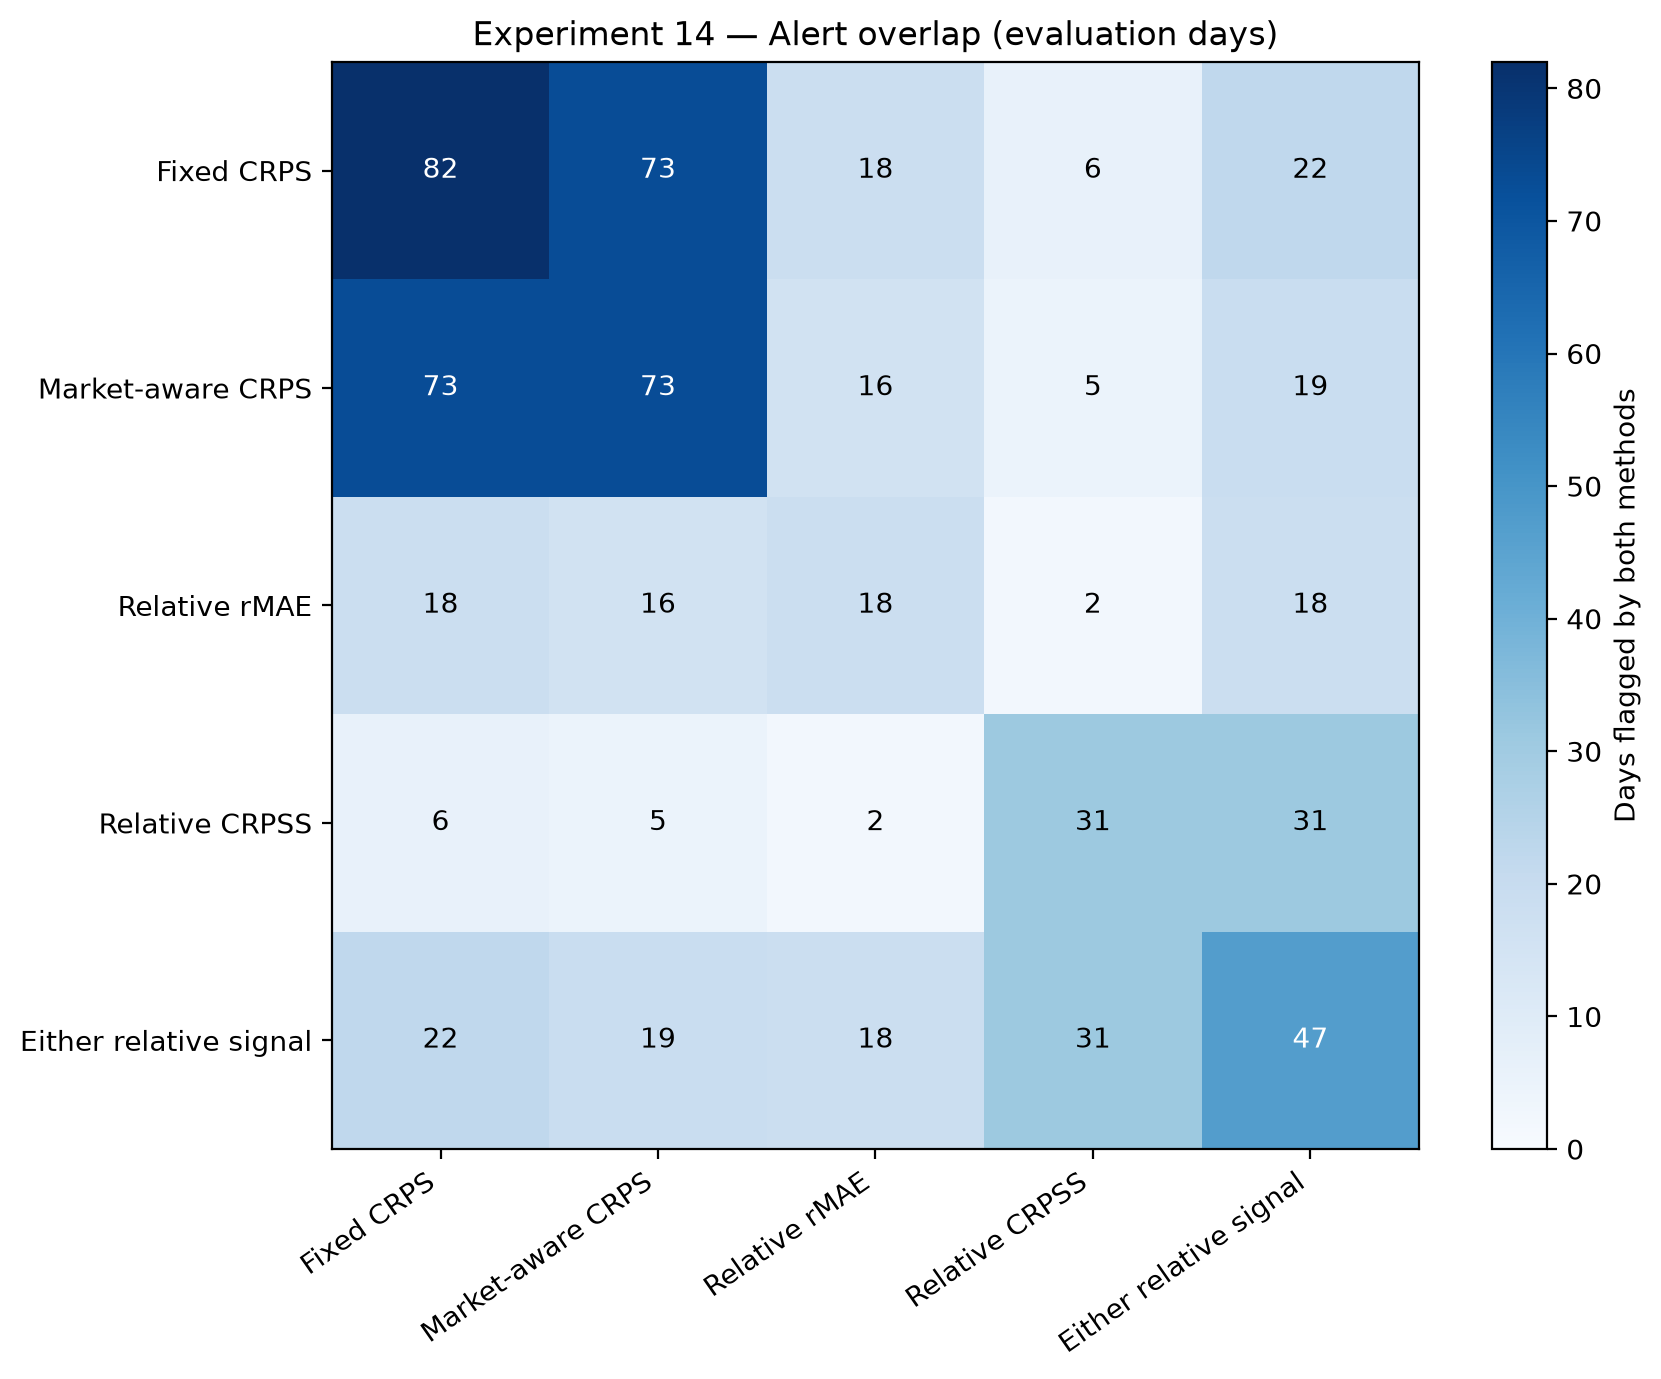 Experiment 14 — Alert overlap (evaluation days)
Fixed CRPS 82 73 18 6 22
Market-aware CRPS 73 73 16 5 19
Relative rMAE 18 16 18 2 18
Relative CRPSS 6 5 2 31 31
Either relative signal 22 19 18 31 47
Fixed CRPS
Market-aware CRPS
Relative rMAE
Relative CRPSS
Either relative signal
80
70
60
50
40
30
20
10
0
Days flagged by both methods